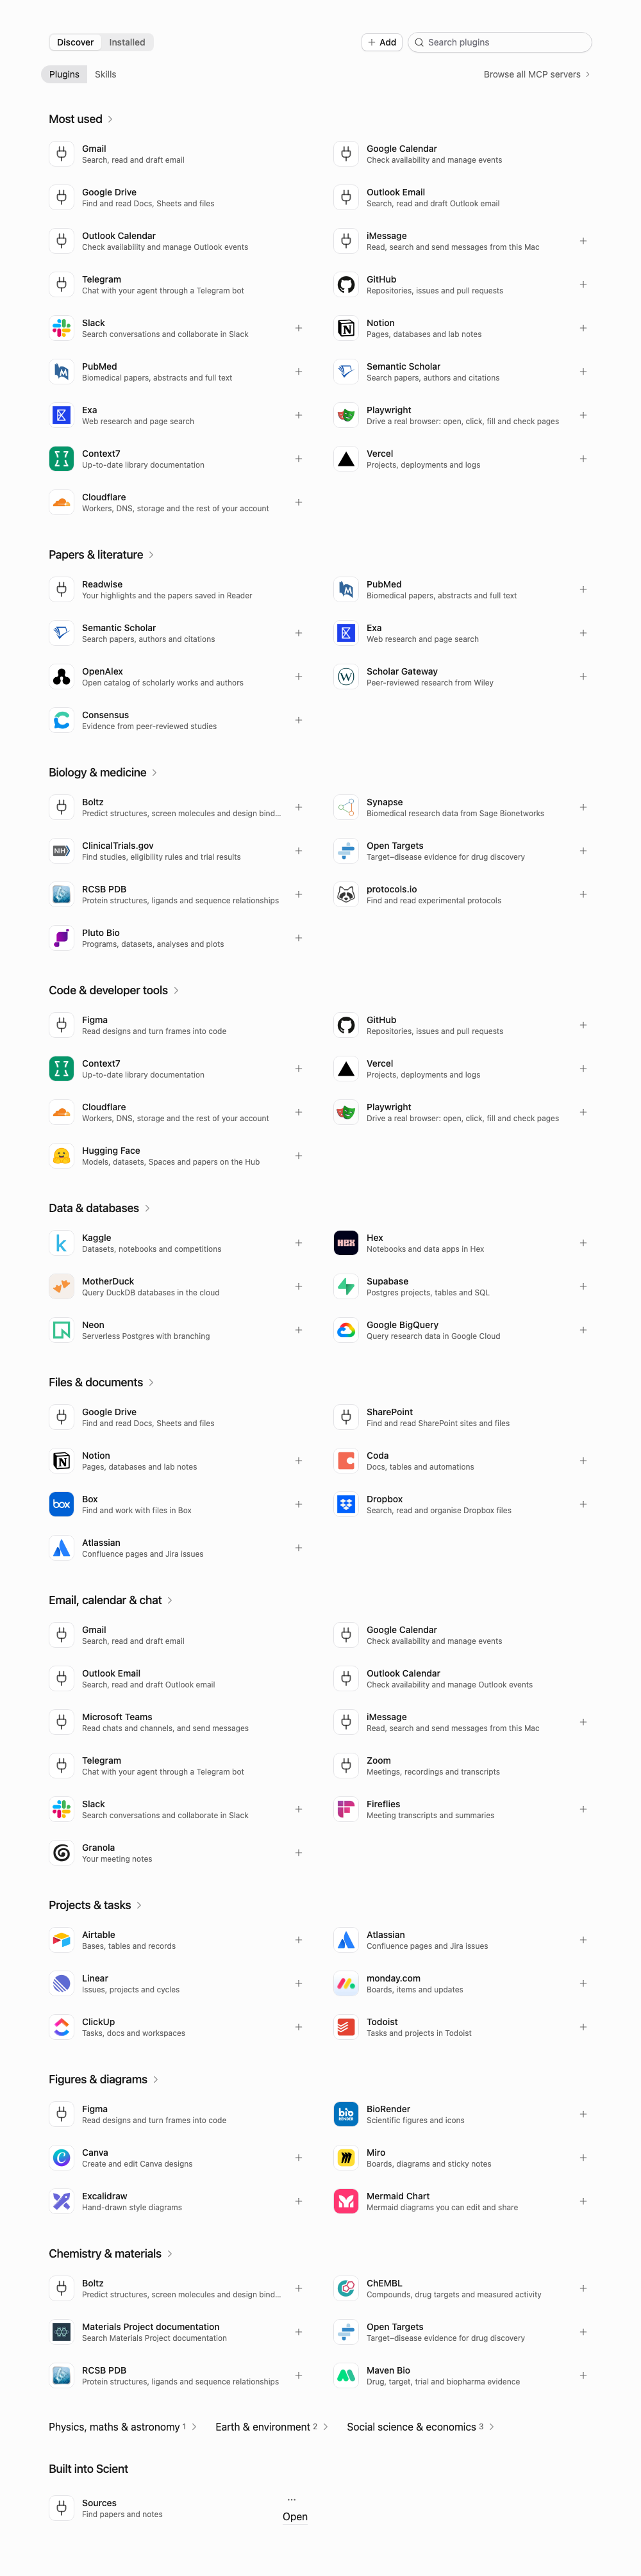 Discover Installed
+ Add
Search plugins
Plugins Skills
Browse all MCP servers
Most used
Gmail
Search, read and draft email
Google Calendar
Check availability and manage events
Google Drive
Find and read Docs, Sheets and files
Outlook Email
Search, read and draft Outlook email
Outlook Calendar
Check availability and manage Outlook events
iMessage
Read, search and send messages from this Mac
Telegram
Chat with your agent through a Telegram bot
GitHub
Repositories, issues and pull requests
Slack
Search conversations and collaborate in Slack
Notion
Pages, databases and lab notes
PubMed
Biomedical papers, abstracts and full text
Semantic Scholar
Search papers, authors and citations
Exa
Web research and page search
Playwright
Drive a real browser: open, click, fill and check pages
Context7
Up-to-date library documentation
Vercel
Projects, deployments and logs
Cloudflare
Workers, DNS, storage and the rest of your account
Papers & literature
Readwise
Your highlights and the papers saved in Reader
PubMed
Biomedical papers, abstracts and full text
Semantic Scholar
Search papers, authors and citations
Exa
Web research and page search
OpenAlex
Open catalog of scholarly works and authors
Scholar Gateway
Peer-reviewed research from Wiley
Consensus
Evidence from peer-reviewed studies
Biology & medicine
Boltz
Predict structures, screen molecules and design bind...
Synapse
Biomedical research data from Sage Bionetworks
NIH
ClinicalTrials.gov
Find studies, eligibility rules and trial results
Open Targets
Target–disease evidence for drug discovery
RCSB PDB
Protein structures, ligands and sequence relationships
protocols.io
Find and read experimental protocols
Pluto Bio
Programs, datasets, analyses and plots
Code & developer tools
Figma
Read designs and turn frames into code
GitHub
Repositories, issues and pull requests
Context7
Up-to-date library documentation
Vercel
Projects, deployments and logs
Cloudflare
Workers, DNS, storage and the rest of your account
Playwright
Drive a real browser: open, click, fill and check pages
Hugging Face
Models, datasets, Spaces and papers on the Hub
Data & databases
Kaggle
Datasets, notebooks and competitions
HEX
Hex
Notebooks and data apps in Hex
MotherDuck
Query DuckDB databases in the cloud
Supabase
Postgres projects, tables and SQL
Neon
Serverless Postgres with branching
Google BigQuery
Query research data in Google Cloud
Files & documents
Google Drive
Find and read Docs, Sheets and files
SharePoint
Find and read SharePoint sites and files
Notion
Pages, databases and lab notes
Coda
Docs, tables and automations
box
Box
Find and work with files in Box
Dropbox
Search, read and organise Dropbox files
Atlassian
Confluence pages and Jira issues
Email, calendar & chat
Gmail
Search, read and draft email
Google Calendar
Check availability and manage events
Outlook Email
Search, read and draft Outlook email
Outlook Calendar
Check availability and manage Outlook events
Microsoft Teams
Read chats and channels, and send messages
iMessage
Read, search and send messages from this Mac
Telegram
Chat with your agent through a Telegram bot
Zoom
Meetings, recordings and transcripts
Slack
Search conversations and collaborate in Slack
Fireflies
Meeting transcripts and summaries
Granola
Your meeting notes
Projects & tasks
Airtable
Bases, tables and records
Atlassian
Confluence pages and Jira issues
Linear
Issues, projects and cycles
monday.com
Boards, items and updates
ClickUp
Tasks, docs and workspaces
Todoist
Tasks and projects in Todoist
Figures & diagrams
Figma
Read designs and turn frames into code
bio
RENDER
BioRender
Scientific figures and icons
Canva
Create and edit Canva designs
Miro
Boards, diagrams and sticky notes
Excalidraw
Hand-drawn style diagrams
Mermaid Chart
Mermaid diagrams you can edit and share
Chemistry & materials
Boltz
Predict structures, screen molecules and design bind...
ChEMBL
Compounds, drug targets and measured activity
Materials Project documentation
Search Materials Project documentation
Open Targets
Target–disease evidence for drug discovery
RCSB PDB
Protein structures, ligands and sequence relationships
Maven Bio
Drug, target, trial and biopharma evidence
Physics, maths & astronomy 1
Earth & environment 2
Social science & economics 3
Built into Scient
Sources
Find papers and notes
...
Open